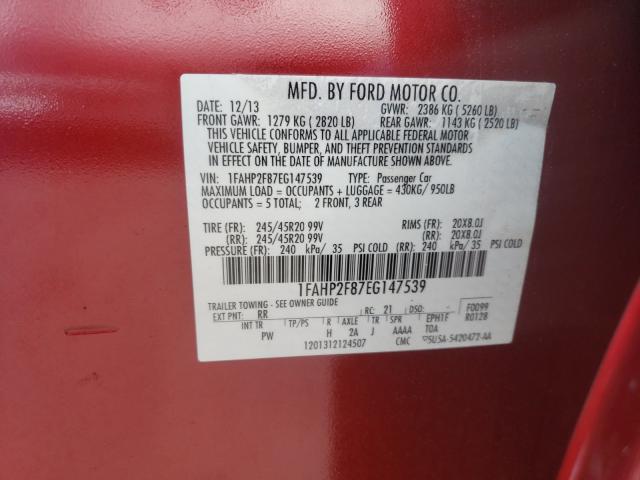 MFD. BY FORD MOTOR CO.
DATE: 12/13 GVWR: 2386 KG ( 5260 LB)
FRONT GAWR: 1279 KG ( 2820 LB) REAR GAWR: 1143 KG ( 2520 LB)
THIS VEHICLE CONFORMS TO ALL APPLICABLE FEDERAL MOTOR
VEHICLE SAFETY, BUMPER, AND THEFT PREVENTION STANDARDS
IN EFFECT ON THE DATE OF MANUFACTURE SHOWN ABOVE.
VIN: 1FAHP2F87EG147539 TYPE: Passenger Car
MAXIMUM LOAD = OCCUPANTS + LUGGAGE = 430KG/ 950LB
OCCUPANTS = 5 TOTAL; 2 FRONT, 3 REAR
TIRE (FR): 245/45R20 99V RIMS (FR): 20X8.0J
(RR): 245/45R20 99V (RR): 20X8.0J
PRESSURE (FR): 240 kPa/ 35 PSI COLD (RR): 240 kPa/ 35 PSI COLD
1FAHP2F87EG147539
TRAILER TOWING - SEE OWNER GUIDE
EXT PNT: RR RC: 21 DSO: F0099
INT TR TP/PS R AXLE TR SPR EPH1F R0128
PW H 2A J AAAA TOA
1201312124507 CMC 5U5A-5420472-AA